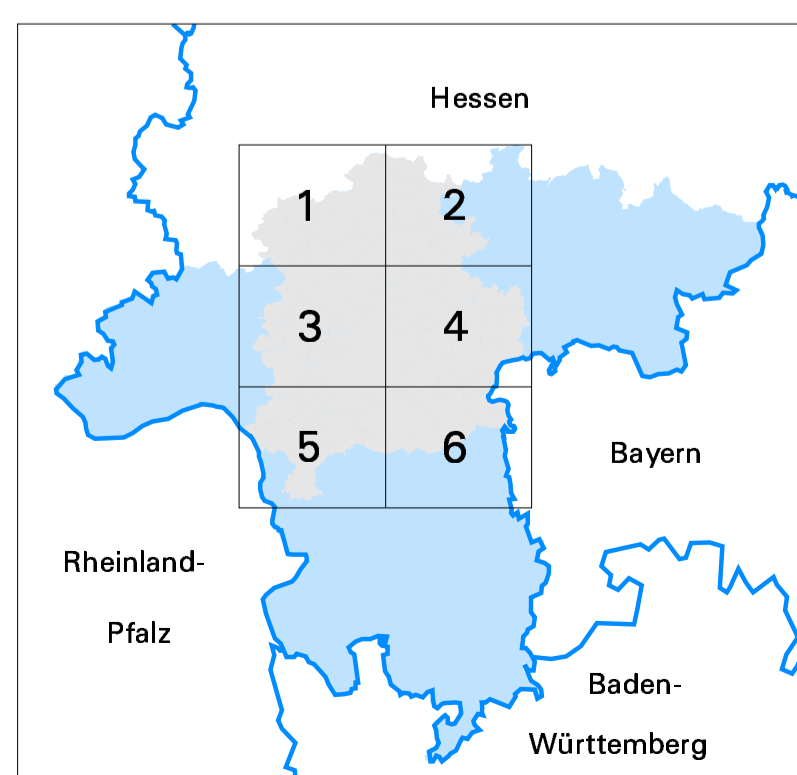 Hessen
1
2
3
4
5
6
Bayern
Rheinland-
Pfalz
Baden-
Württemberg